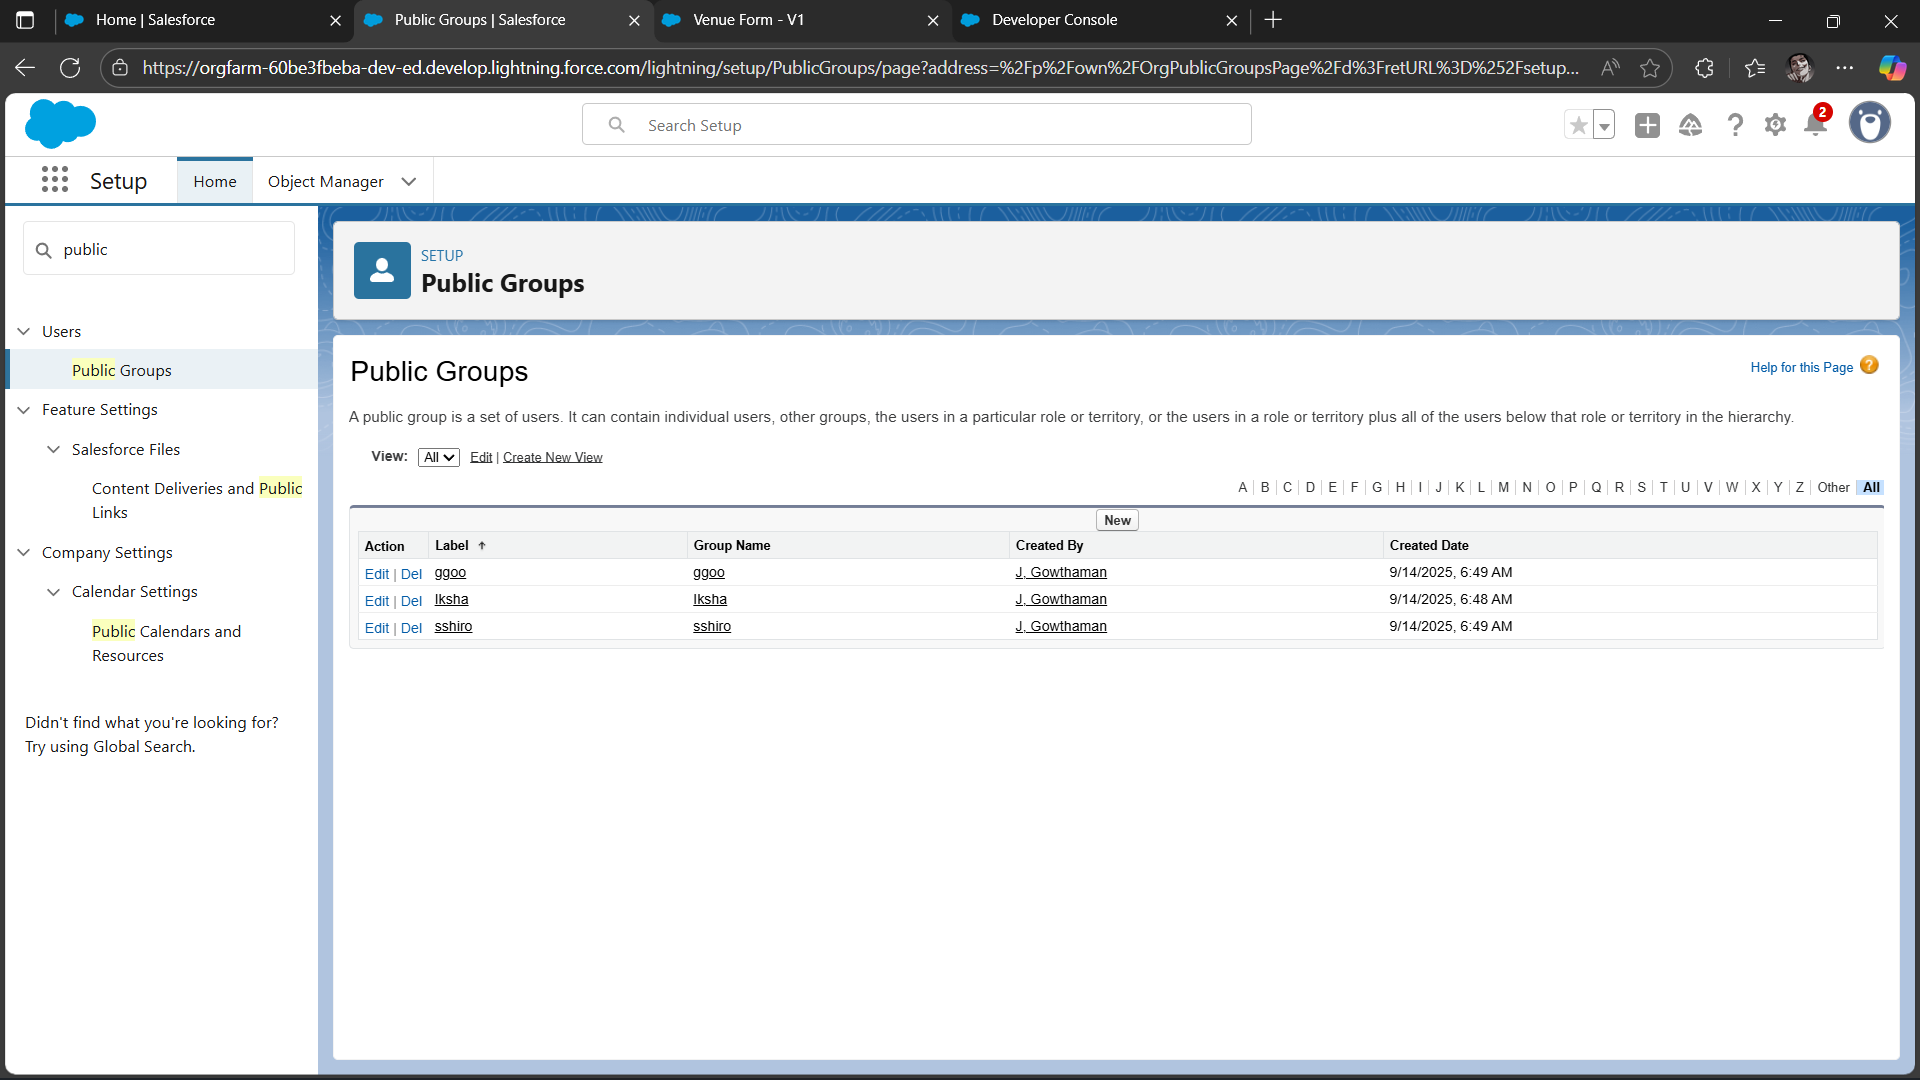 Home | Salesforce
Public Groups | Salesforce
Venue Form - V1
Developer Console
https://orgfarm-60be3fbeba-dev-ed.develop.lightning.force.com/lightning/setup/PublicGroups/page?address=%2Fp%2Fown%2FOrgPublicGroupsPage%2Fd%3FretURL%3D%252Fsetup...
Search Setup
2
Setup
Home
Object Manager
public
Users
Public Groups
Feature Settings
Salesforce Files
Content Deliveries and Public
Links
Company Settings
Calendar Settings
Public Calendars and
Resources
Didn't find what you're looking for?
Try using Global Search.
SETUP
Public Groups
Public Groups
Help for this Page
A public group is a set of users. It can contain individual users, other groups, the users in a particular role or territory, or the users in a role or territory plus all of the users below that role or territory in the hierarchy.
View: All Edit | Create New View
A | B | C | D | E | F | G | H | I | J | K | L | M | N | O | P | Q | R | S | T | U | V | W | X | Y | Z | Other | All
New
Action Label Group Name Created By Created Date
Edit | Del ggoo ggoo J, Gowthaman 9/14/2025, 6:49 AM
Edit | Del Iksha Iksha J, Gowthaman 9/14/2025, 6:48 AM
Edit | Del sshiro sshiro J, Gowthaman 9/14/2025, 6:49 AM